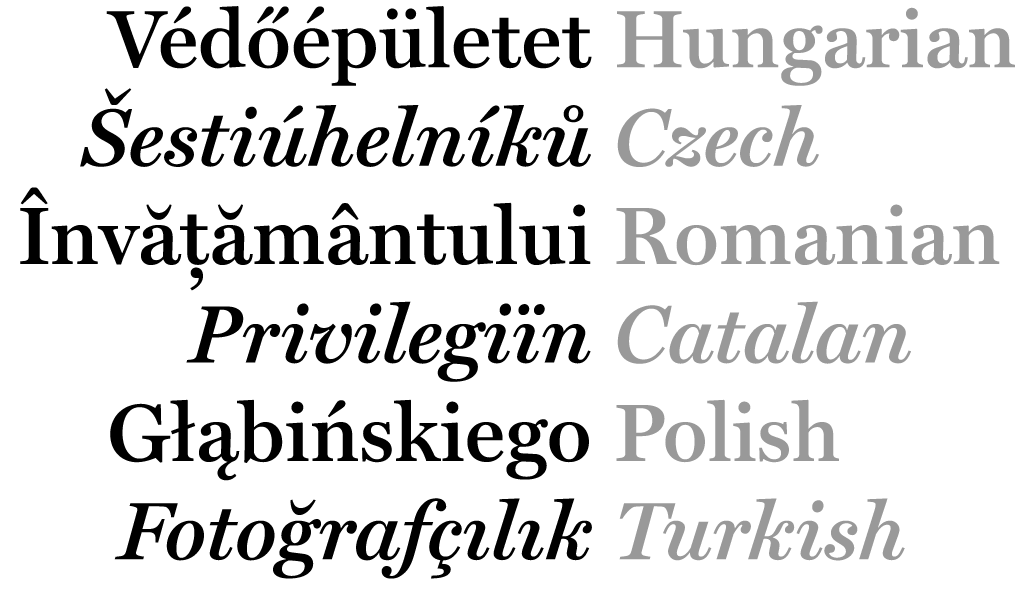 Védőépületet Hungarian
Šestiúhelníků Czech
Învățământului Romanian
Privilegiïn Catalan
Głąbińskiego Polish
Fotoğrafçılık Turkish